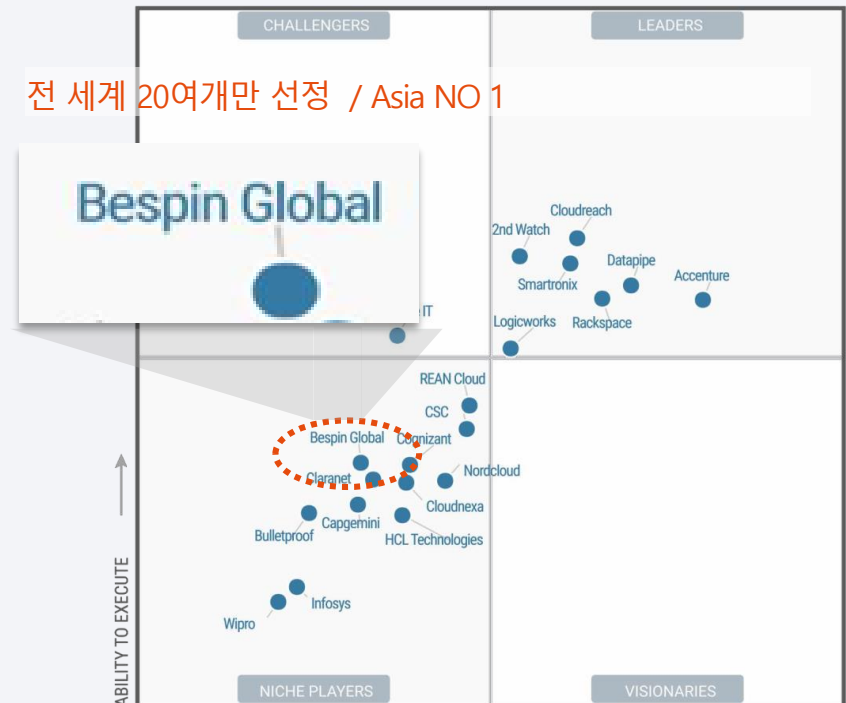 CHALLENGERS
LEADERS
전 세계 20여개만 선정 / Asia NO 1
Bespin Global
Cloudreach
2nd Watch
Datapipe
Smartronix
Accenture
IT
Logicworks
Rackspace
REAN Cloud
CSC
Bespin Global
Cognizant
Claranet
Nordcloud
Cloudnexa
Capgemini
Bulletproof
HCL Technologies
Infosys
Wipro
ABILITY TO EXECUTE
NICHE PLAYERS
VISIONARIES